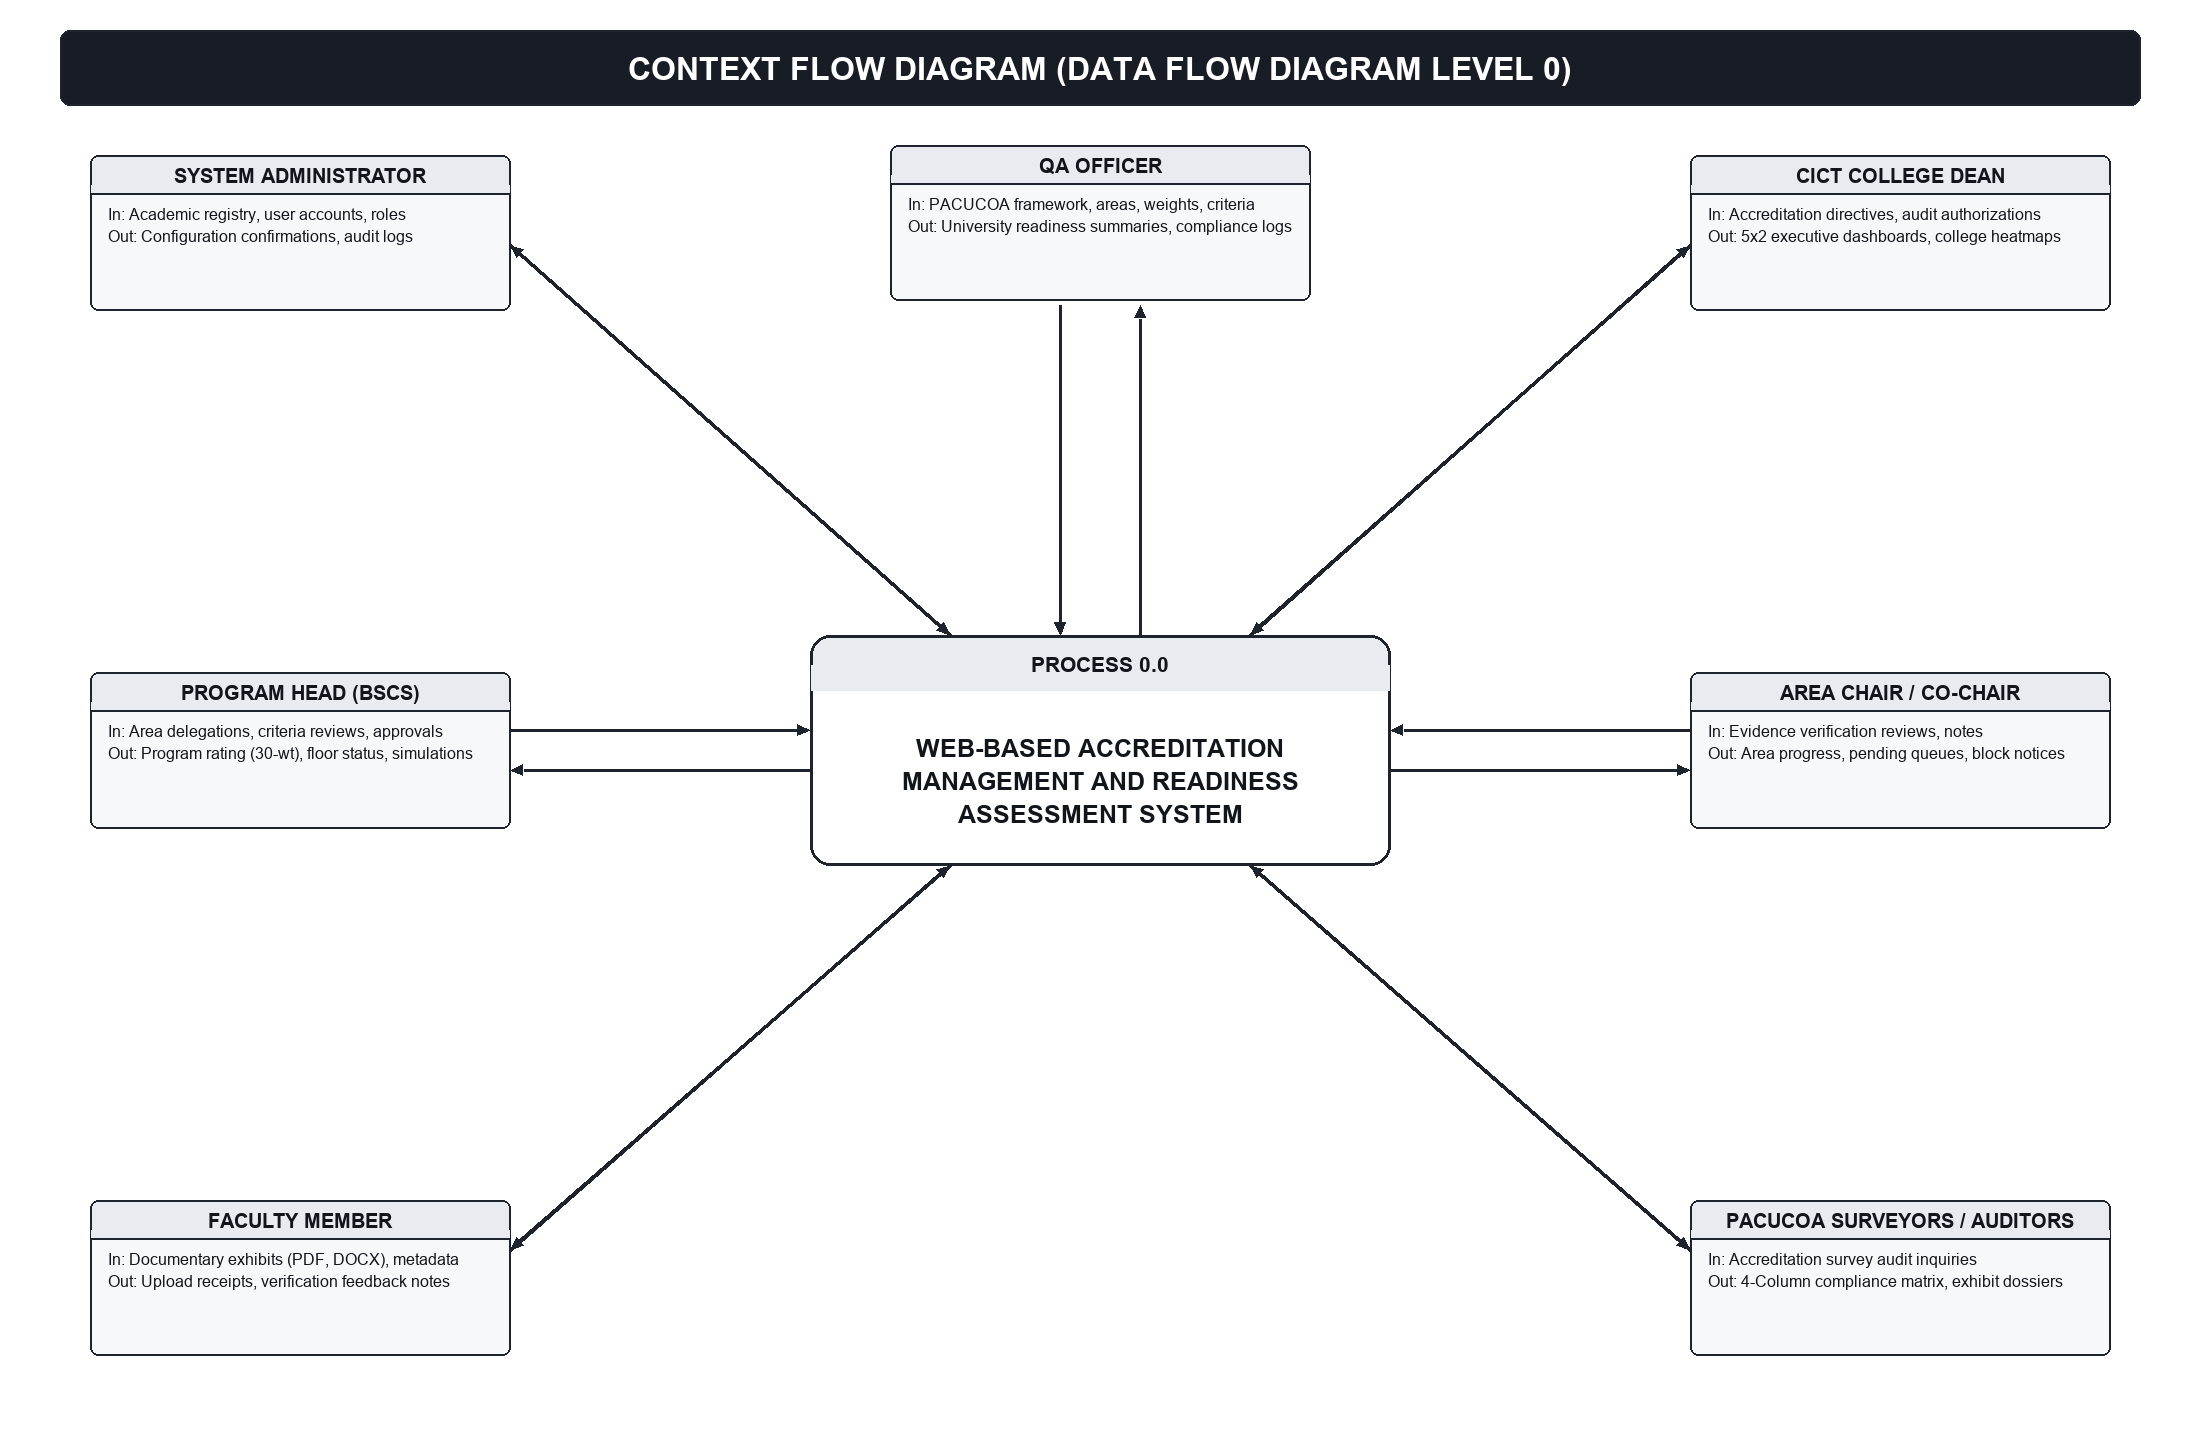 CONTEXT FLOW DIAGRAM (DATA FLOW DIAGRAM LEVEL 0)
SYSTEM ADMINISTRATOR
In: Academic registry, user accounts, roles
Out: Configuration confirmations, audit logs
QA OFFICER
In: PACUCOA framework, areas, weights, criteria
Out: University readiness summaries, compliance logs
CICT COLLEGE DEAN
In: Accreditation directives, audit authorizations
Out: 5x2 executive dashboards, college heatmaps
PROGRAM HEAD (BSCS)
In: Area delegations, criteria reviews, approvals
Out: Program rating (30-wt), floor status, simulations
PROCESS 0.0
WEB-BASED ACCREDITATION
MANAGEMENT AND READINESS
ASSESSMENT SYSTEM
AREA CHAIR / CO-CHAIR
In: Evidence verification reviews, notes
Out: Area progress, pending queues, block notices
FACULTY MEMBER
In: Documentary exhibits (PDF, DOCX), metadata
Out: Upload receipts, verification feedback notes
PACUCOA SURVEYORS / AUDITORS
In: Accreditation survey audit inquiries
Out: 4-Column compliance matrix, exhibit dossiers